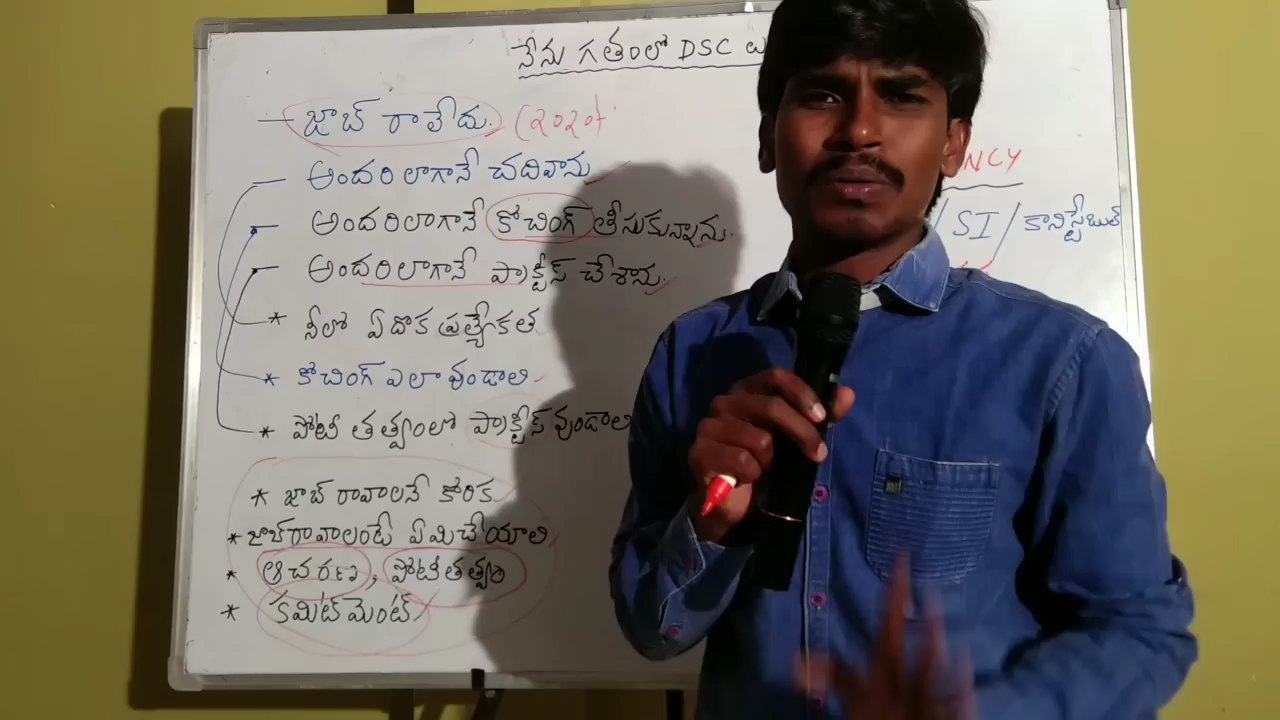 నేను గతంలో DSC
జాబ్ రాలేదు. (2020
అందరి లాగానే చదివాను
అందరిలాగానే కోచింగ్ తీసుకున్నాను.
అందరిలాగానే ప్రాక్టీస్ చేశాను.
నీలో ఏదొక ప్రత్యేకత
కోచింగ్ ఎలా వుండాలి
పోటీ తత్వంలో ప్రాక్టీస్ వుండాలి
జాబ్ రావాలనే కోరిక
జాబ్ రావాలంటే ఏమిచేయాలి
ఆచరణ, పోటీతత్వం
కమిట్ మెంట్
NCY
/ SI / కానిస్టేబుల్